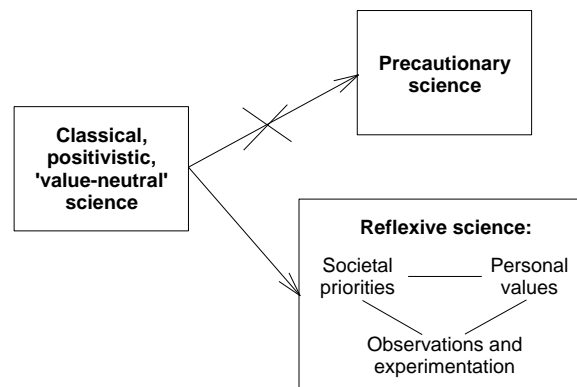 Precautionary
science
Classical,
positivistic,
'value-neutral'
science
Reflexive science:
Societal
priorities
Personal
values
Observations and
experimentation